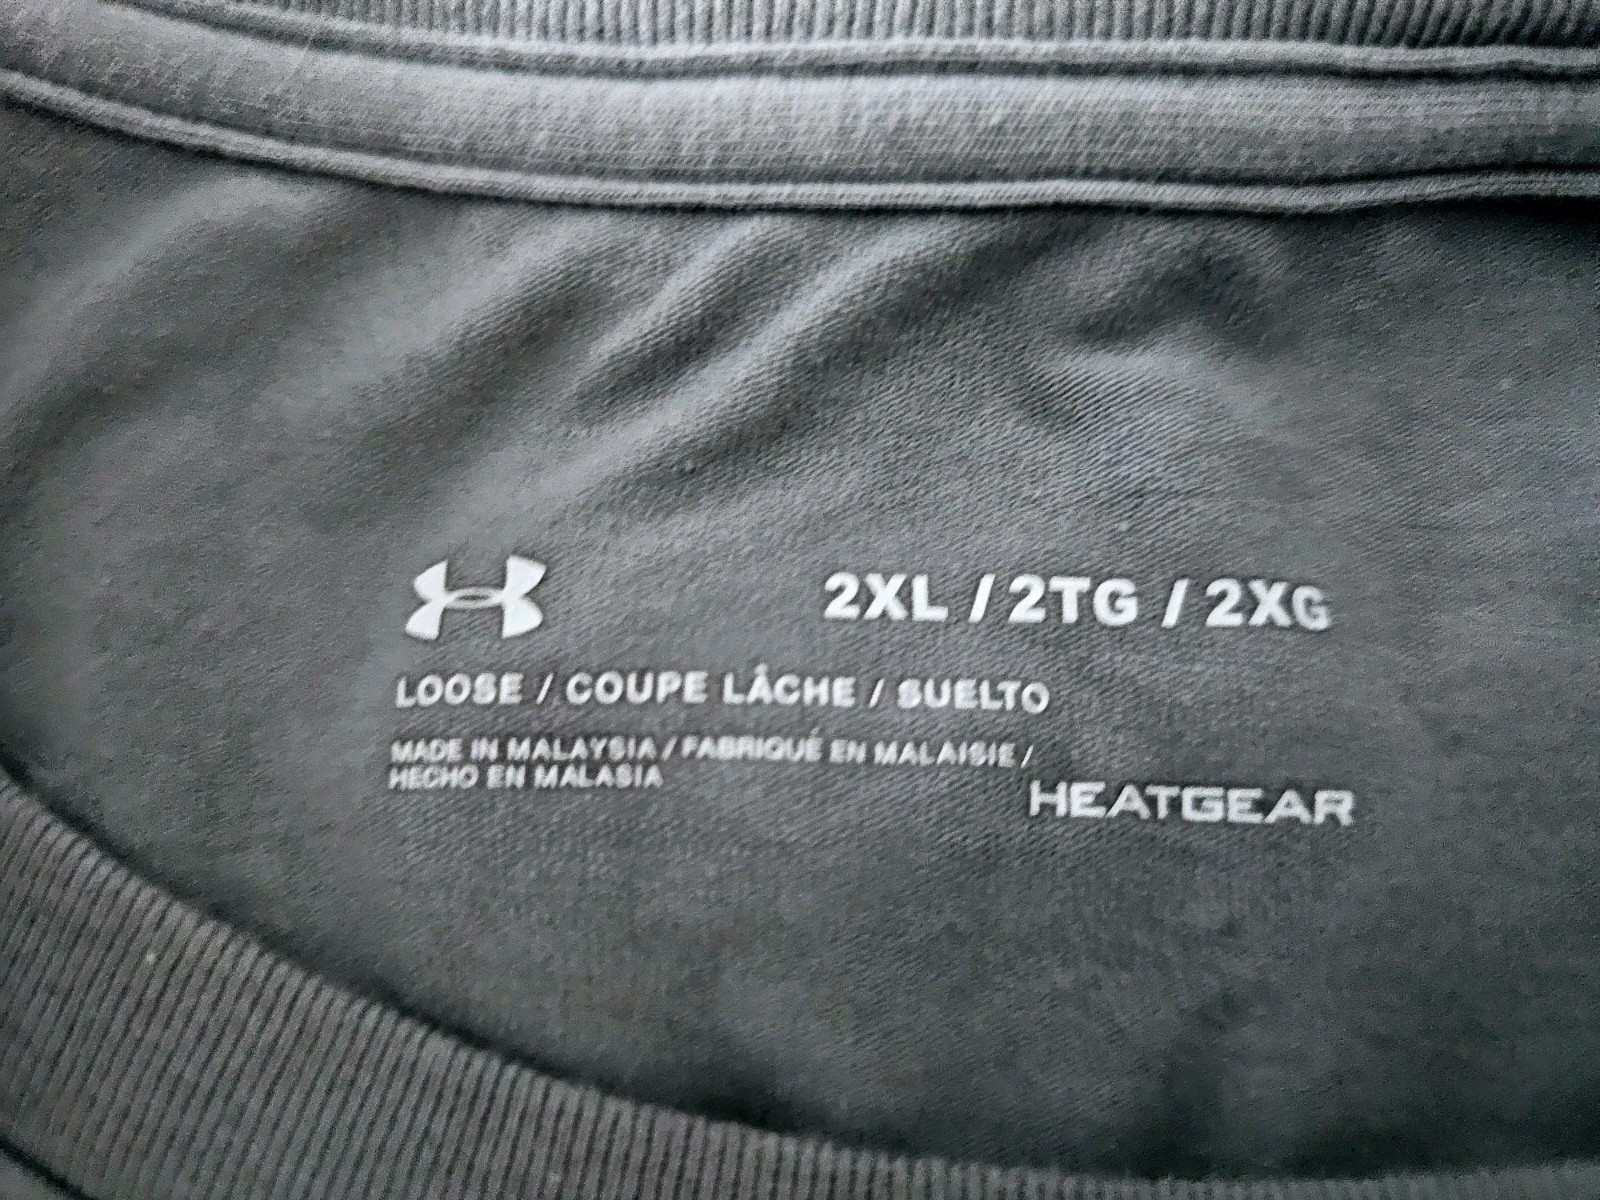 2XL / 2TG / 2XG
LOOSE / COUPE LÂCHE / SUELTO
MADE IN MALAYSIA / FABRIQUÉ EN MALAISIE /
HECHO EN MALASIA
HEATGEAR